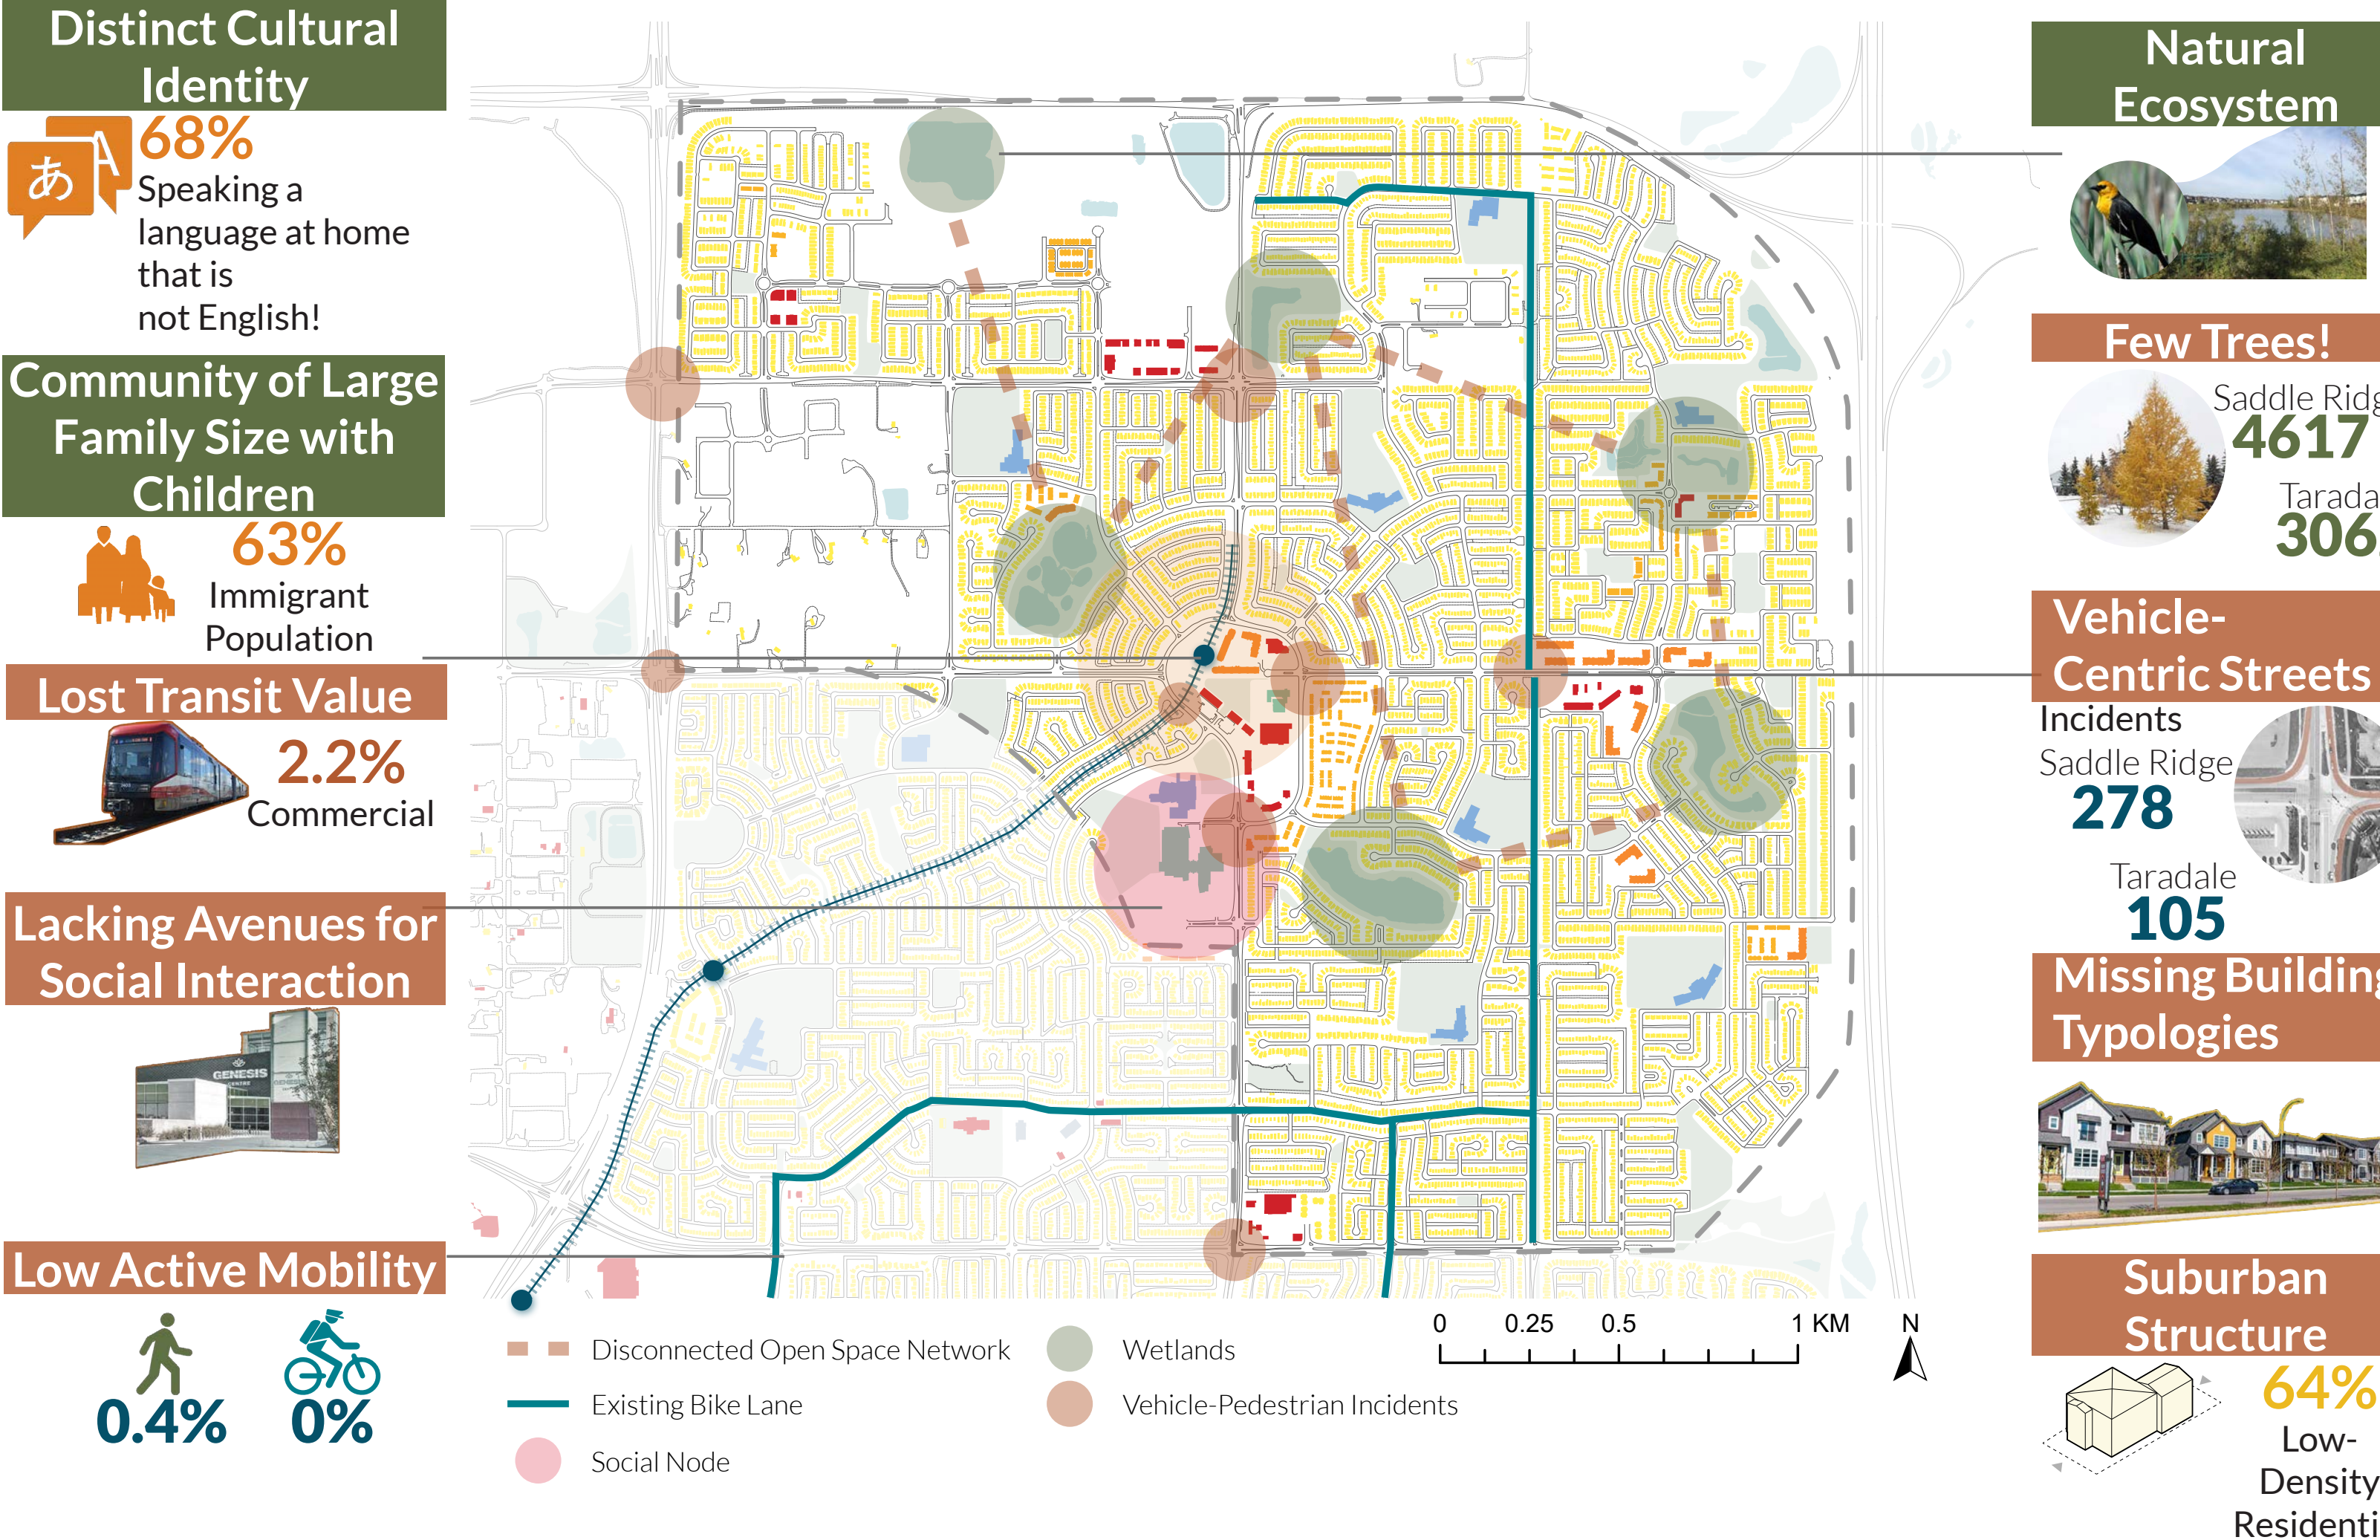 Distinct Cultural
Identity
あ A
68%
Speaking a
language at home
that is
not English!
Community of Large
Family Size with
Children
63%
Immigrant
Population
Lost Transit Value
2.2%
Commercial
Lacking Avenues for
Social Interaction
GENESIS
CENTRE
Low Active Mobility
0.4%
0%
Disconnected Open Space Network
Existing Bike Lane
Social Node
Wetlands
Vehicle-Pedestrian Incidents
0 0.25 0.5 1 KM
N
Natural
Ecosystem
Few Trees!
Saddle
4617
306
Vehicle-
Centric Streets
Incidents
Saddle Ridge
278
Taradale
105
Missing
Typologies
Suburban
Structure
64%
Low-
Density